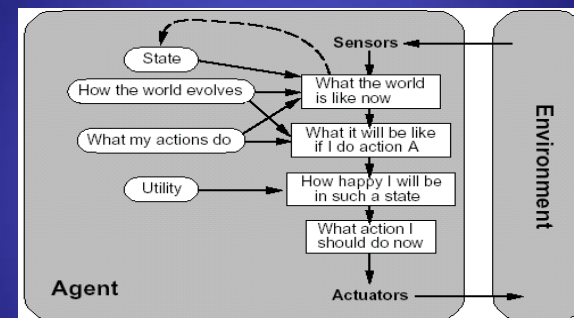 Sensors
State
How the world evolves
What the world
is like now
What my actions do
What it will be like
if I do action A
Utility
How happy I will be
in such a state
What action I
should do now
Agent
Actuators
Environment